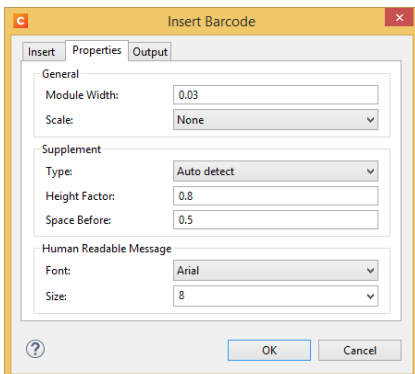 C
Insert Barcode
x
Insert Properties Output
General
Module Width: 0.03
Scale: None
Supplement
Type: Auto detect
Height Factor: 0.8
Space Before: 0.5
Human Readable Message
Font: Arial
Size: 8
? OK Cancel